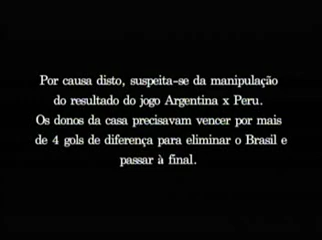 Por causa disto, suspeita-se da manipulação
do resultado do jogo Argentina x Peru.
Os donos da casa precisavam vencer por mais
de 4 gols de diferença para eliminar o Brasil e
passar à final.